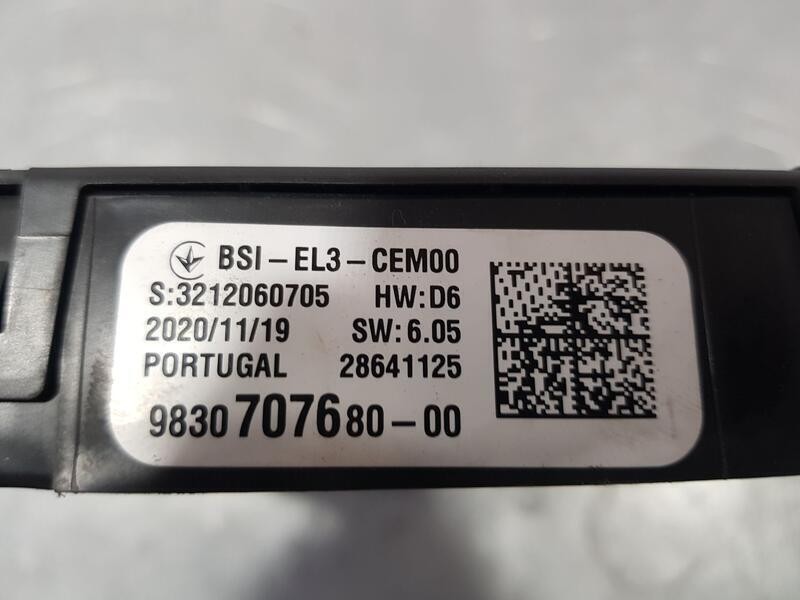 BSI-EL3-CEM00
S:3212060705 HW:D6
2020/11/19 SW:6.05
PORTUGAL 28641125
9830707680-00